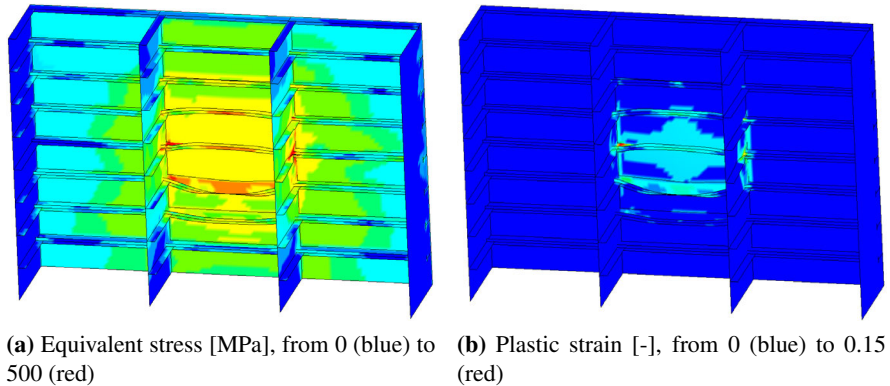 (a) Equivalent stress [MPa], from 0 (blue) to
500 (red)
(b) Plastic strain [-], from 0 (blue) to 0.15
(red)